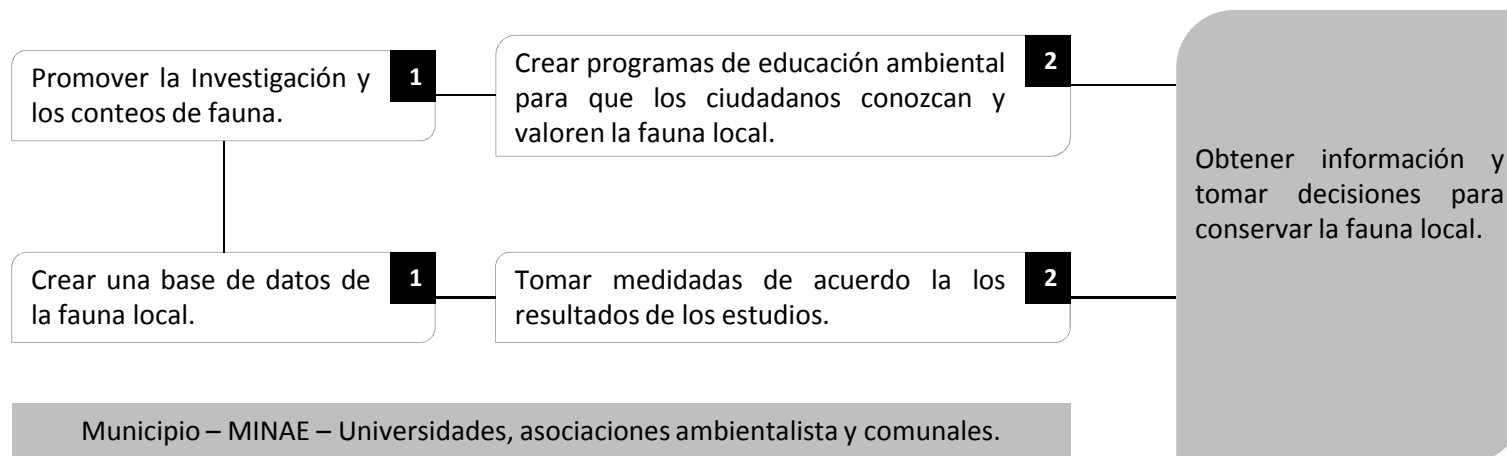 Promover la Investigación y
los conteos de fauna.
1
Crear programas de educación ambiental
para que los ciudadanos conozcan y
valoren la fauna local.
2
Obtener información y
tomar decisiones para
conservar la fauna local.
Crear una base de datos de
la fauna local.
1
Tomar medidadas de acuerdo la los
resultados de los estudios.
2
Municipio – MINAE – Universidades, asociaciones ambientalista y comunales.